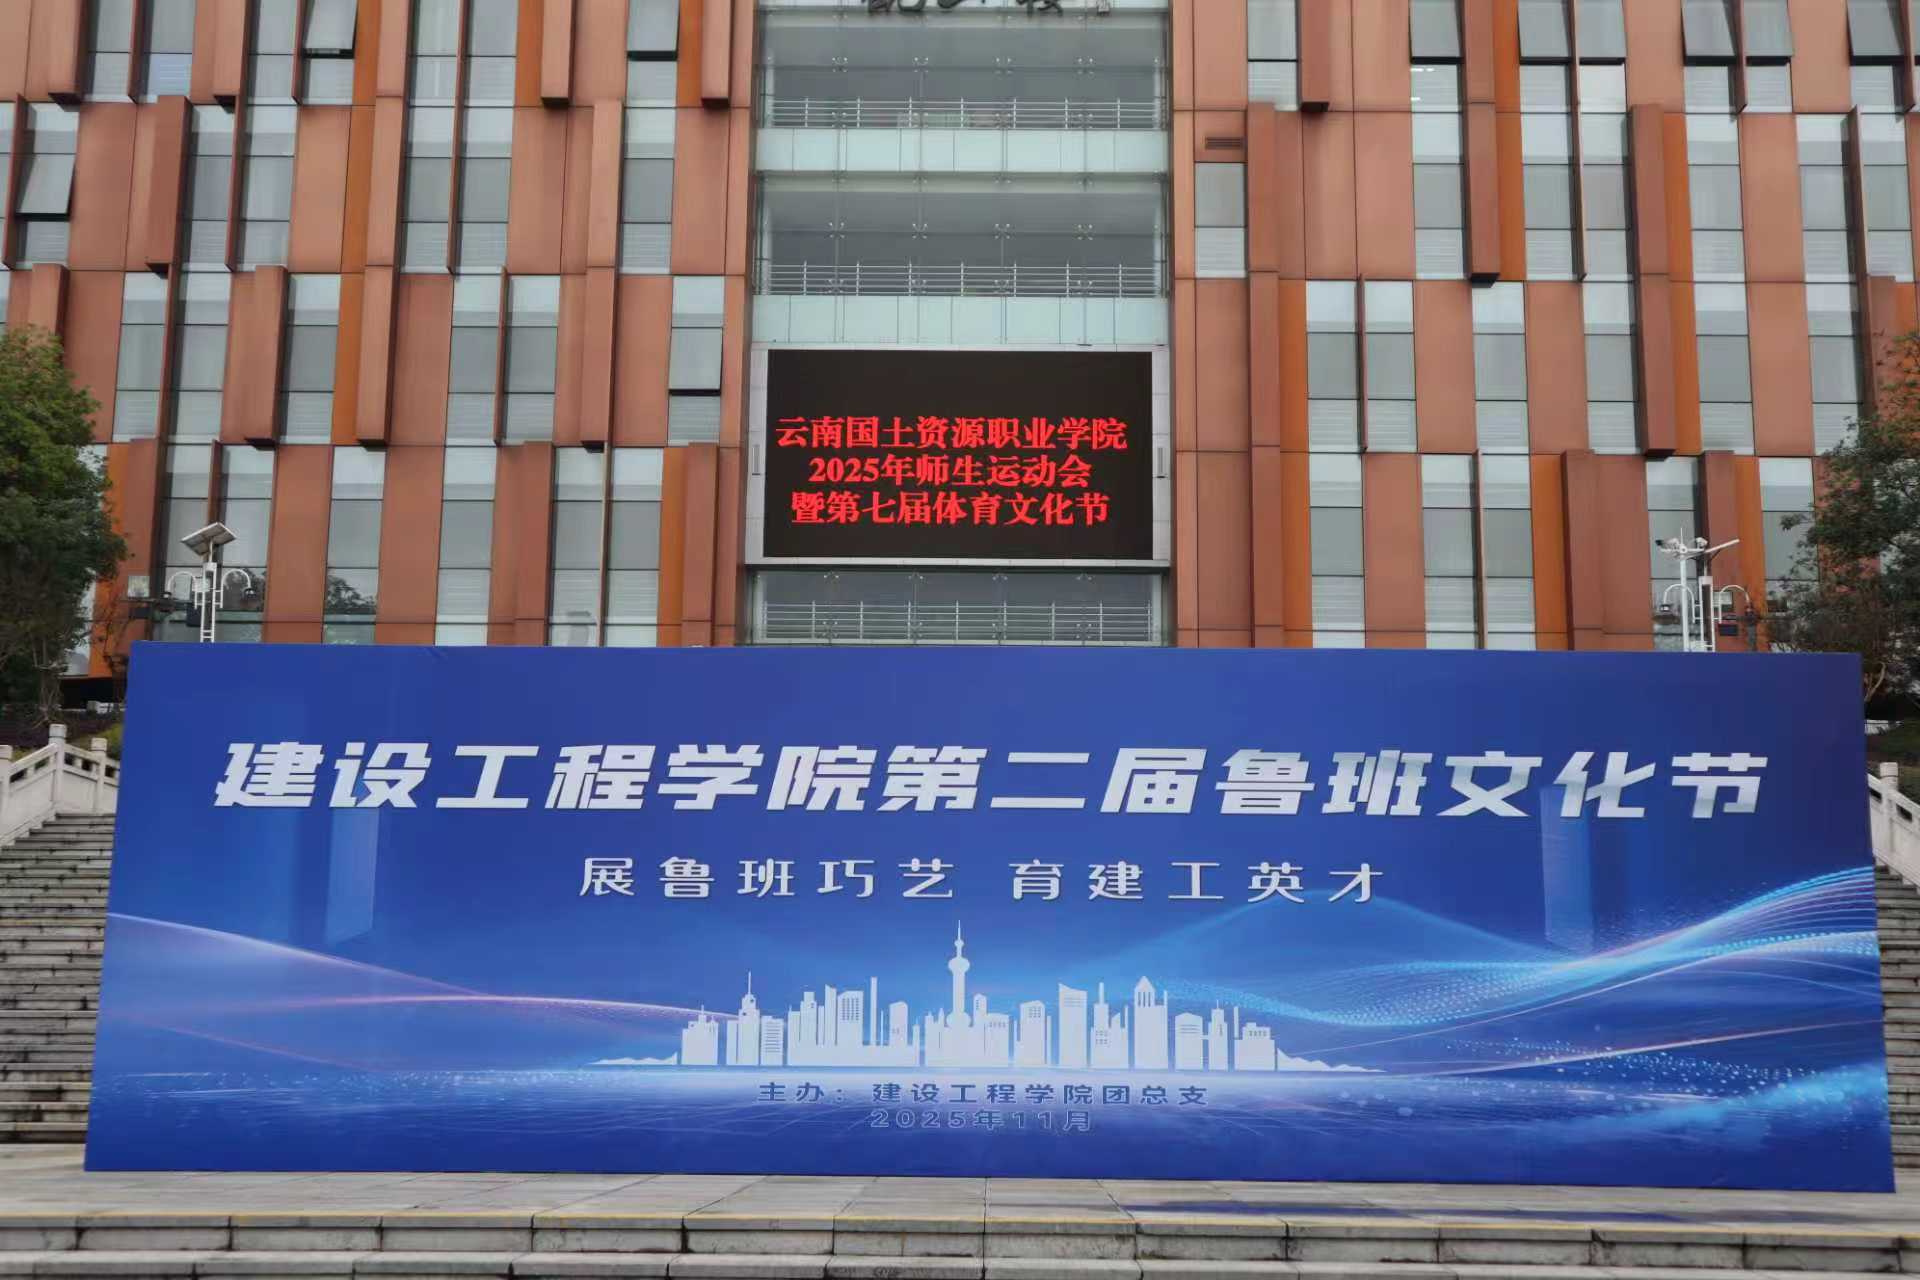 云南国土资源职业学院
2025年师生运动会
暨第七届体育文化节
建设工程学院第二届鲁班文化节
展鲁班巧艺 育建工英才
主办：建设工程学院团总支
2025年11月